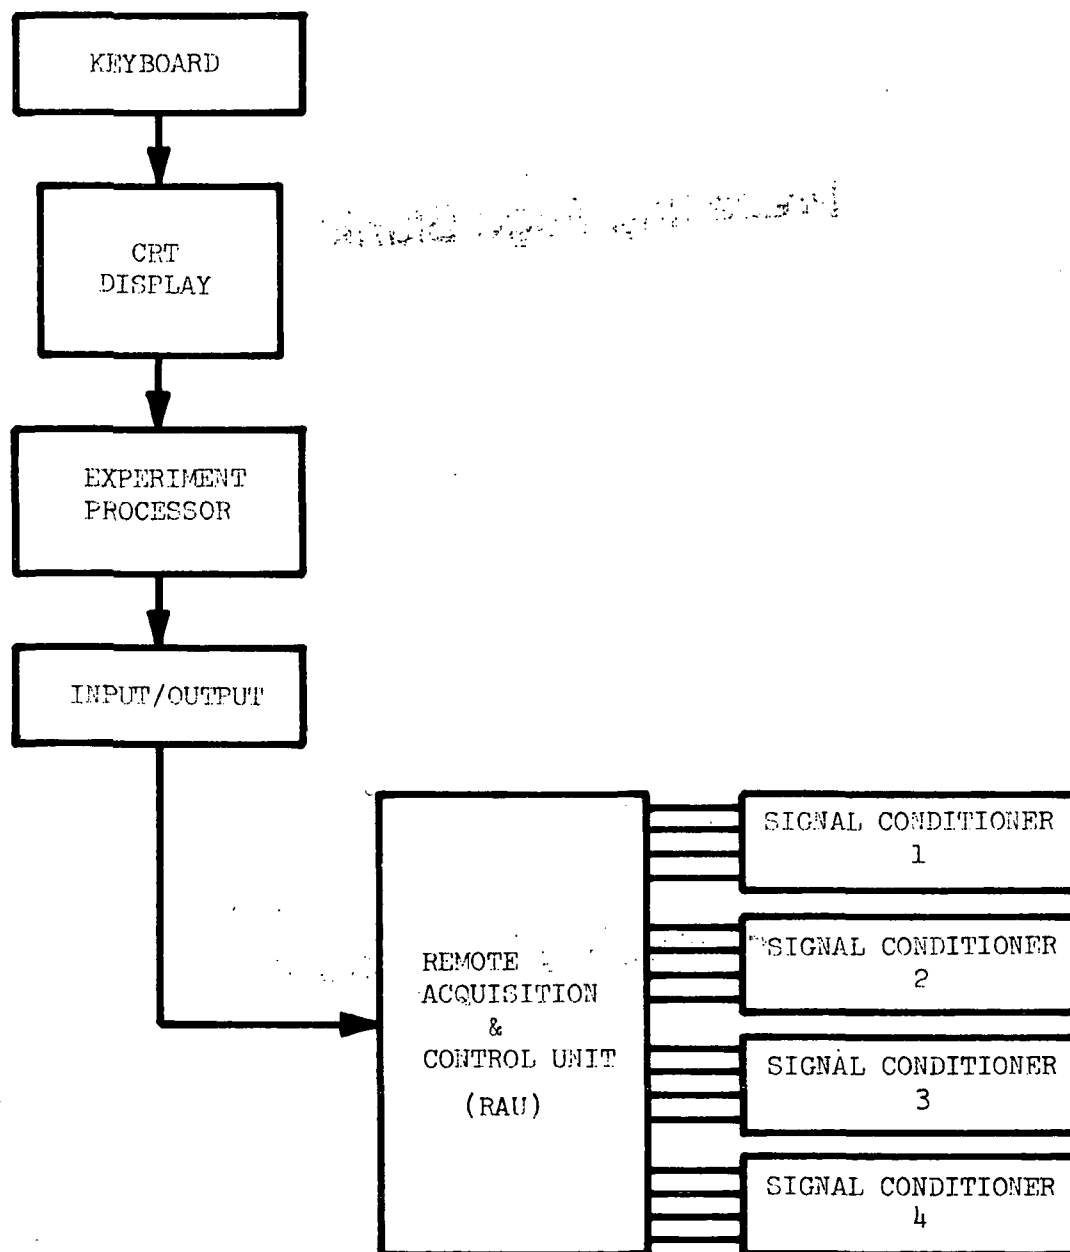 KEYBOARD
CRT
DISPLAY
EXPERIMENT
PROCESSOR
INPUT/OUTPUT
REMOTE
ACQUISITION
&
CONTROL UNIT
(RAU)
SIGNAL CONDITIONER
1
SIGNAL CONDITIONER
2
SIGNAL CONDITIONER
3
SIGNAL CONDITIONER
4